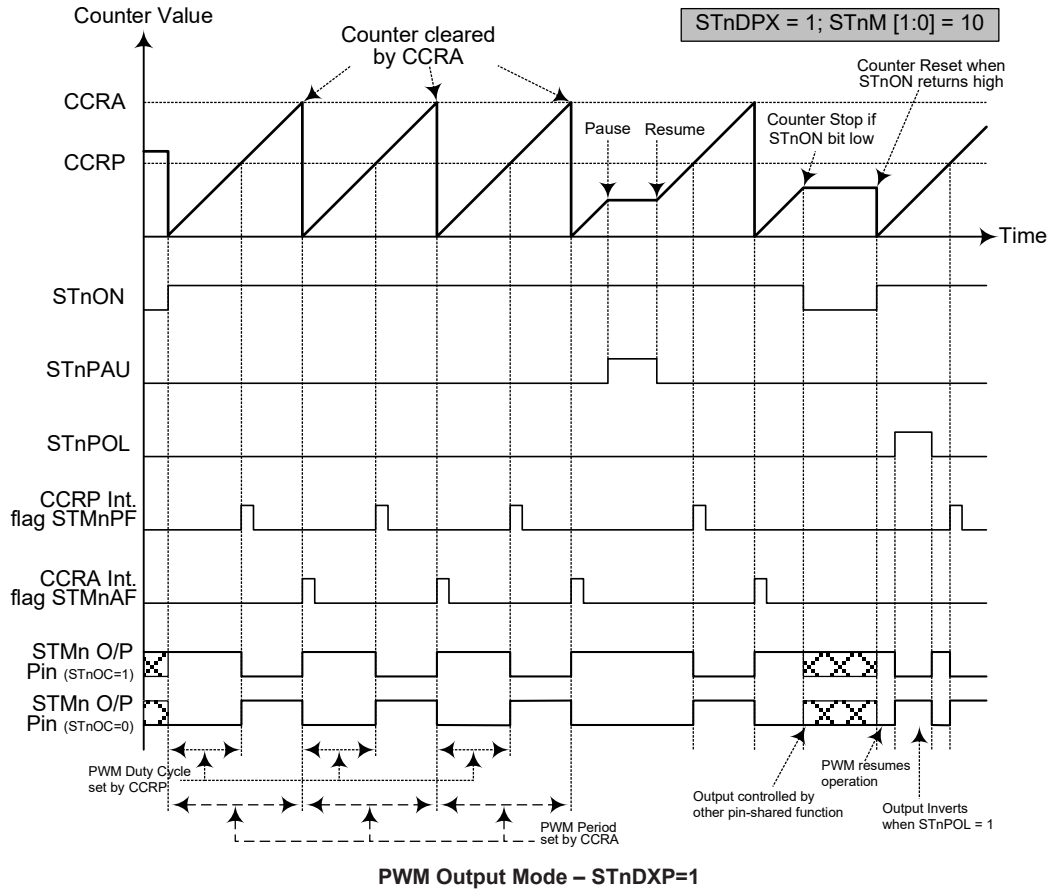 Counter Value
STnDPX = 1; STnM [1:0] = 10
Counter cleared
by CCRA
Counter Reset when
STnON returns high
CCRA
Counter Stop if
STnON bit low
Pause
Resume
CCRP
Time
STnON
STnPAU
STnPOL
CCRP Int.
flag STMnPF
CCRA Int.
flag STMnAF
STMn O/P
Pin (STnOC=1)
STMn O/P
Pin (STnOC=0)
PWM Duty Cycle
set by CCRP
PWM resumes
operation
Output controlled by
other pin-shared function
Output Inverts
when STnPOL = 1
PWM Period
set by CCRA
PWM Output Mode – STnDXP=1